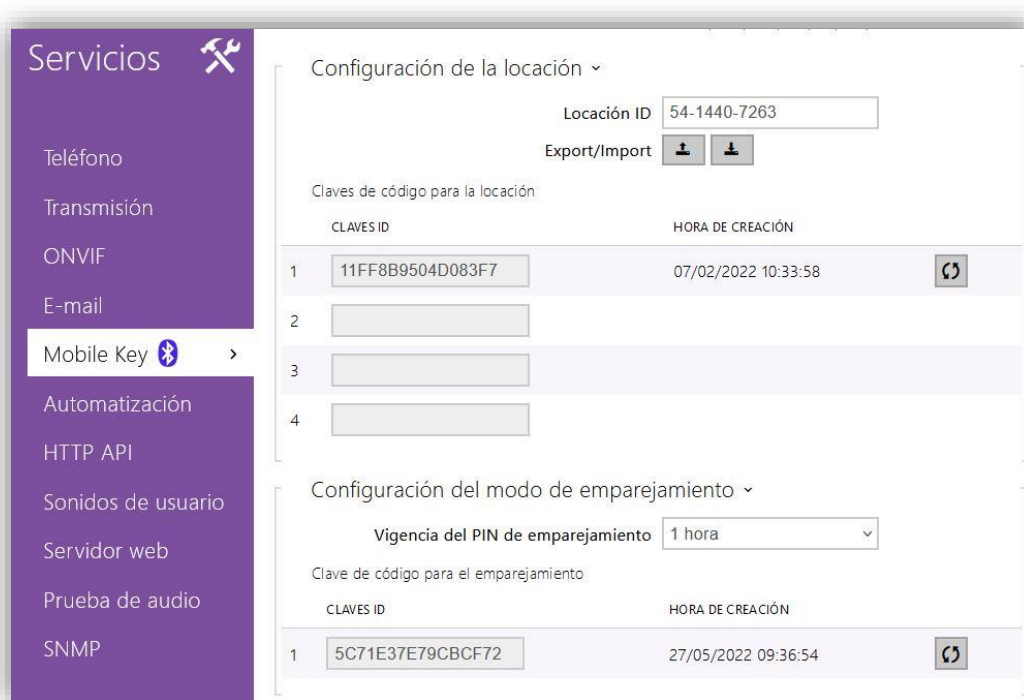 Servicios
Teléfono
Transmisión
ONVIF
E-mail
Mobile Key
Automatización
HTTP API
Sonidos de usuario
Servidor web
Prueba de audio
SNMP
Configuración de la locación
Locación ID 54-1440-7263
Export/Import
Claves de código para la locación
CLAVES ID HORA DE CREACIÓN
1 11FF8B9504D083F7 07/02/2022 10:33:58
2
3
4
Configuración del modo de emparejamiento
Vigencia del PIN de emparejamiento 1 hora
Clave de código para el emparejamiento
CLAVES ID HORA DE CREACIÓN
1 5C71E37E79CBCF72 27/05/2022 09:36:54